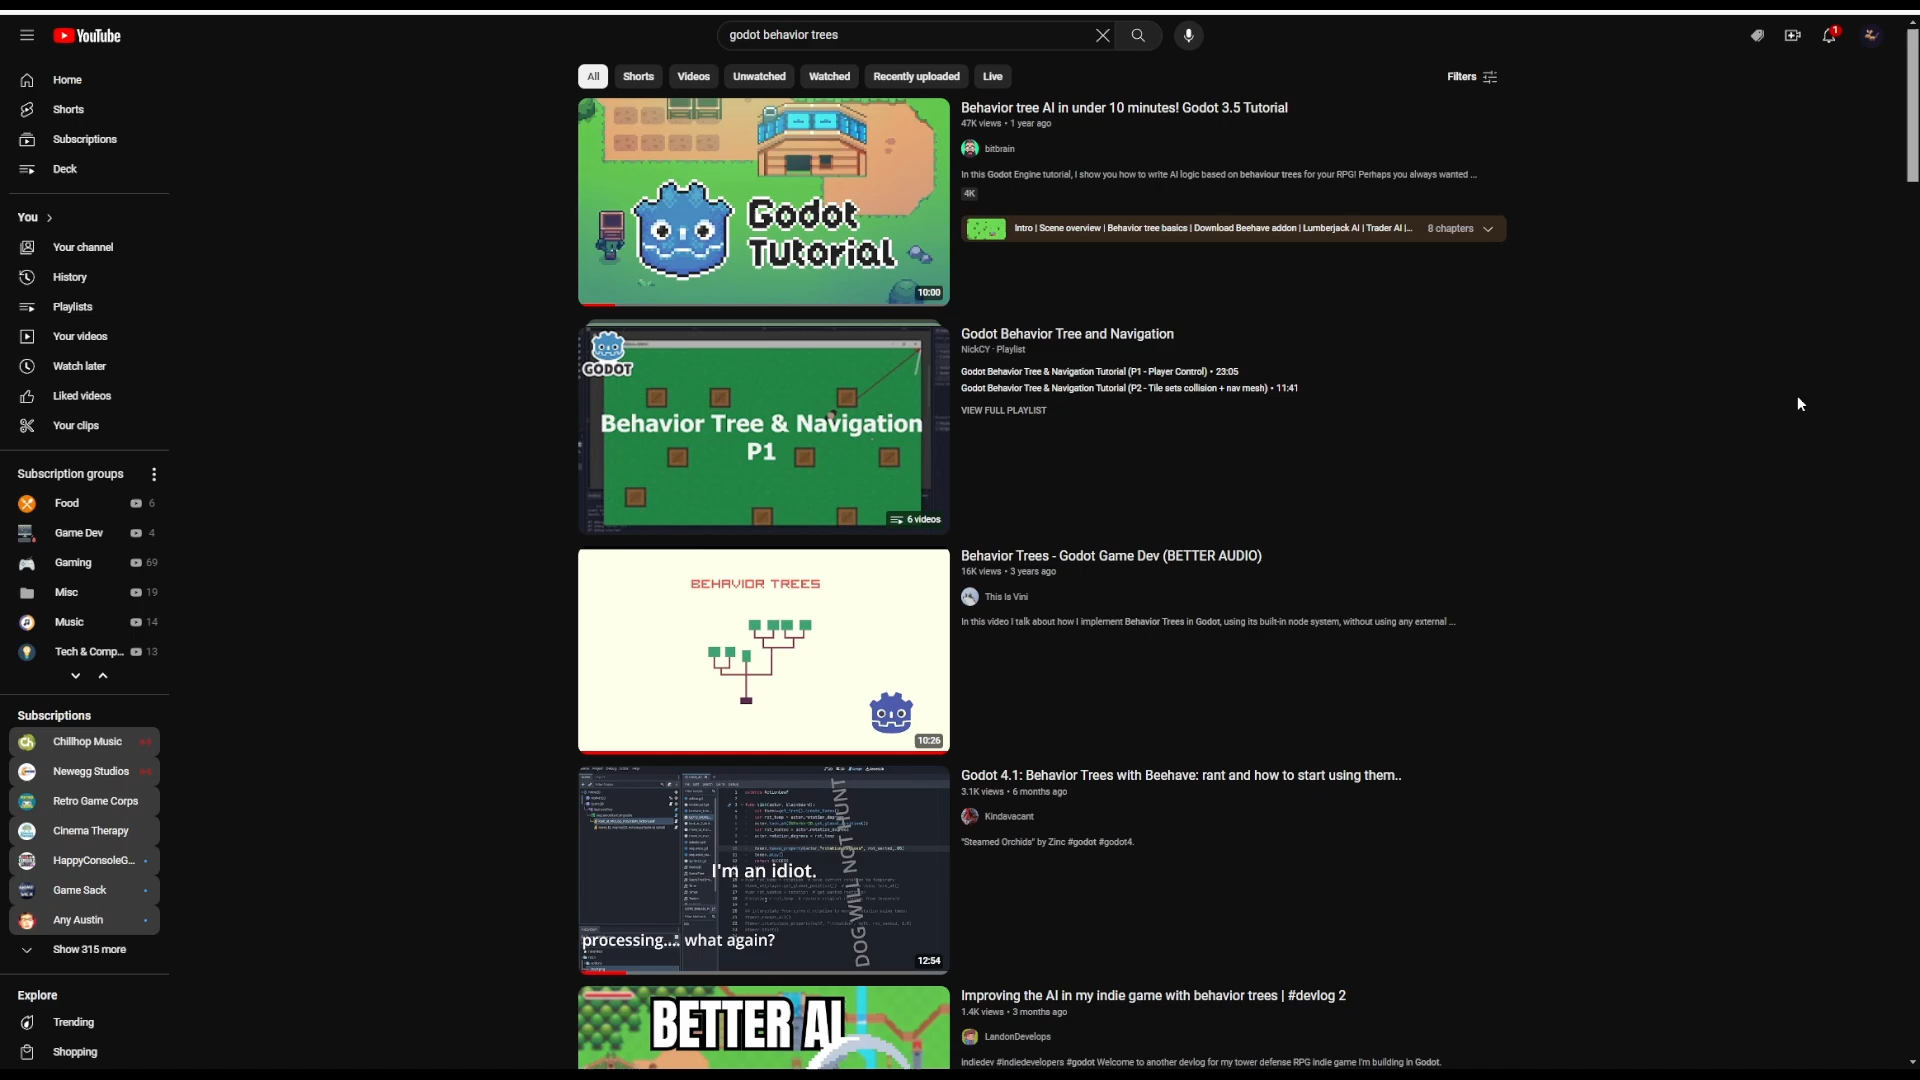 YouTube
godot behavior trees
1
Home
Shorts
Subscriptions
Deck
You
Your channel
History
Playlists
Your videos
Watch later
Liked videos
Your clips
Subscription groups
Food 6
Game Dev 4
Gaming 69
Misc 19
Music 14
Tech & Comp... 13
Subscriptions
Chillhop Music
Newegg Studios
Retro Game Corps
Cinema Therapy
HappyConsoleG...
Game Sack
Any Austin
Show 315 more
Explore
Trending
Shopping
All Shorts Videos Unwatched Watched Recently uploaded Live Filters
Godot
Tutorial
10:00
Behavior tree AI in under 10 minutes! Godot 3.5 Tutorial
47K views • 1 year ago
bitbrain
In this Godot Engine tutorial, I show you how to write AI logic based on behaviour trees for your RPG! Perhaps you always wanted ...
4K
Intro | Scene overview | Behavior tree basics | Download Beehave addon | Lumberjack AI | Trader AI |... 8 chapters
GODOT
Behavior Tree & Navigation
P1
6 videos
Godot Behavior Tree and Navigation
NickCY · Playlist
Godot Behavior Tree & Navigation Tutorial (P1 - Player Control) • 23:05
Godot Behavior Tree & Navigation Tutorial (P2 - Tile sets collision + nav mesh) • 11:41
VIEW FULL PLAYLIST
BEHAVIOR TREES
10:26
Behavior Trees - Godot Game Dev (BETTER AUDIO)
16K views • 3 years ago
This Is Vini
In this video I talk about how I implement Behavior Trees in Godot, using its built-in node system, without using any external ...
I'm an idiot.
processing.... what again?
DOG WILL NOT HUNT
12:54
Godot 4.1: Behavior Trees with Beehave: rant and how to start using them..
3.1K views • 6 months ago
Kindavacant
"Steamed Orchids" by Zinc #godot #godot4.
BETTER AI
Improving the AI in my indie game with behavior trees | #devlog 2
1.4K views • 3 months ago
LandonDevelops
indiedev #indiedevelopers #godot Welcome to another devlog for my tower defense RPG indie game I'm building in Godot.